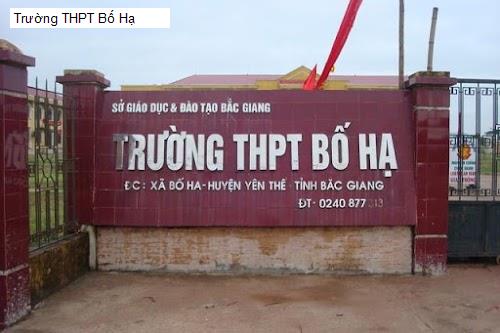 Trường THPT Bố Hạ
SỞ GIÁO DỤC & ĐÀO TẠO BẮC GIANG
TRƯỜNG THPT BỐ HẠ
ĐC : XÃ BỐ HẠ-HUYỆN YÊN THẾ - TỈNH BẮC GIANG
ĐT- 0240 877 313